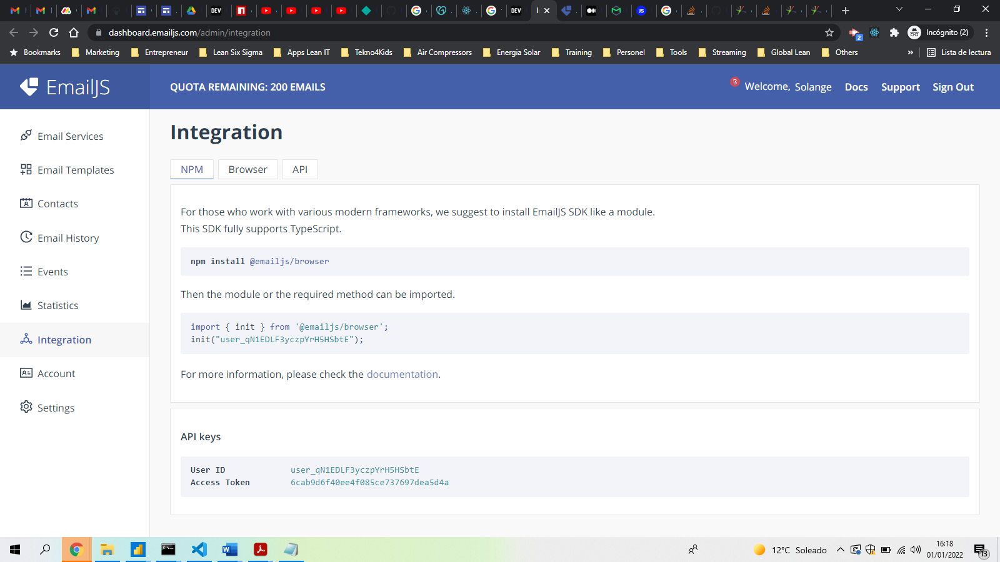 DEV
DEV
JS
dashboard.emailjs.com/admin/integration
2
Incógnito (2)
Bookmarks
Marketing
Entrepreneur
Lean Six Sigma
Apps Lean IT
Tekno4Kids
Air Compressors
Energia Solar
Training
Personel
Tools
Streaming
Global Lean
Others
»
Lista de lectura
EmailJS
QUOTA REMAINING: 200 EMAILS
3
Welcome, Solange
Docs
Support
Sign Out
Email Services
Email Templates
Contacts
Email History
Events
Statistics
Integration
Account
Settings
Integration
NPM
Browser
API
For those who work with various modern frameworks, we suggest to install EmailJS SDK like a module.
This SDK fully supports TypeScript.
npm install @emailjs/browser
Then the module or the required method can be imported.
import { init } from '@emailjs/browser';
init("user_qN1EDLF3yczpYrH5HSbtE");
For more information, please check the documentation.
API keys
User ID user_qN1EDLF3yczpYrH5HSbtE
Access Token 6cab9d6f40ee4f085ce737697dea5d4a
12°C Soleado
16:18
01/01/2022
13